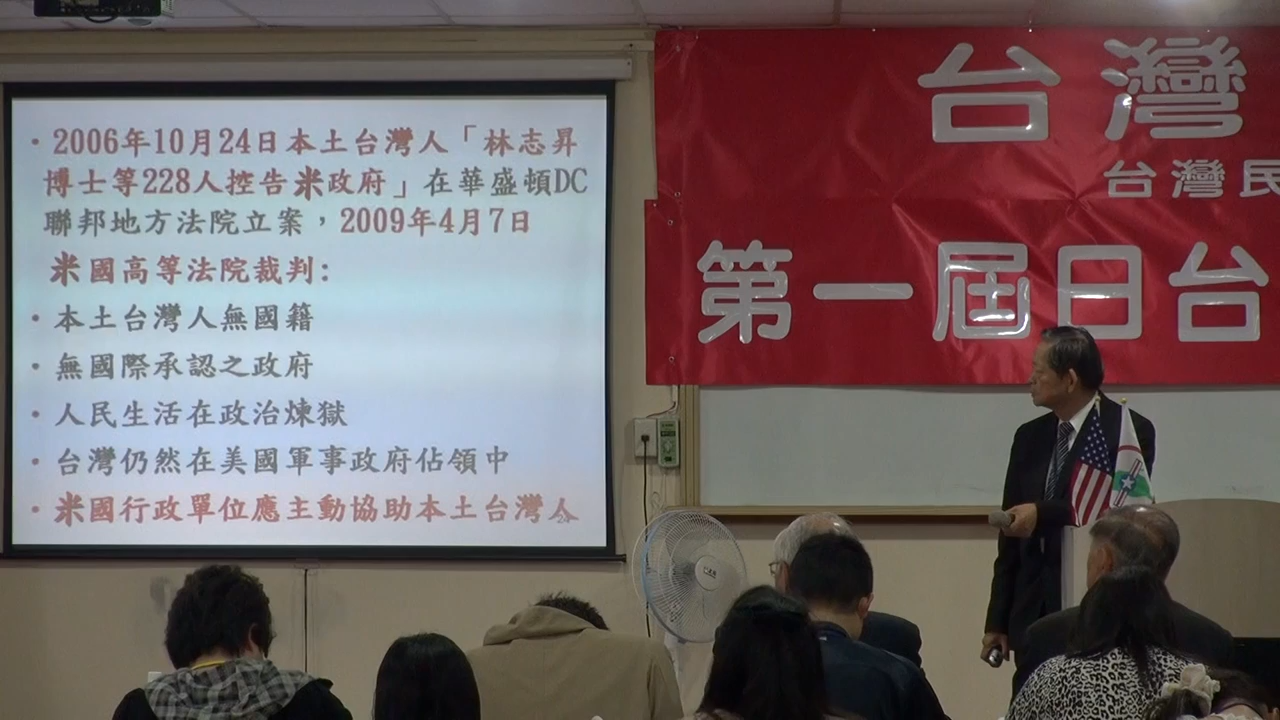 • 2006年10月24日本土台灣人「林志昇
博士等228人控告米政府」在華盛頓DC
聯邦地方法院立案，2009年4月7日
米國高等法院裁判:
• 本土台灣人無國籍
• 無國際承認之政府
• 人民生活在政治煉獄
• 台灣仍然在美國軍事政府佔領中
• 米國行政單位應主動協助本土台灣人
台灣
台灣民
第一屆日台